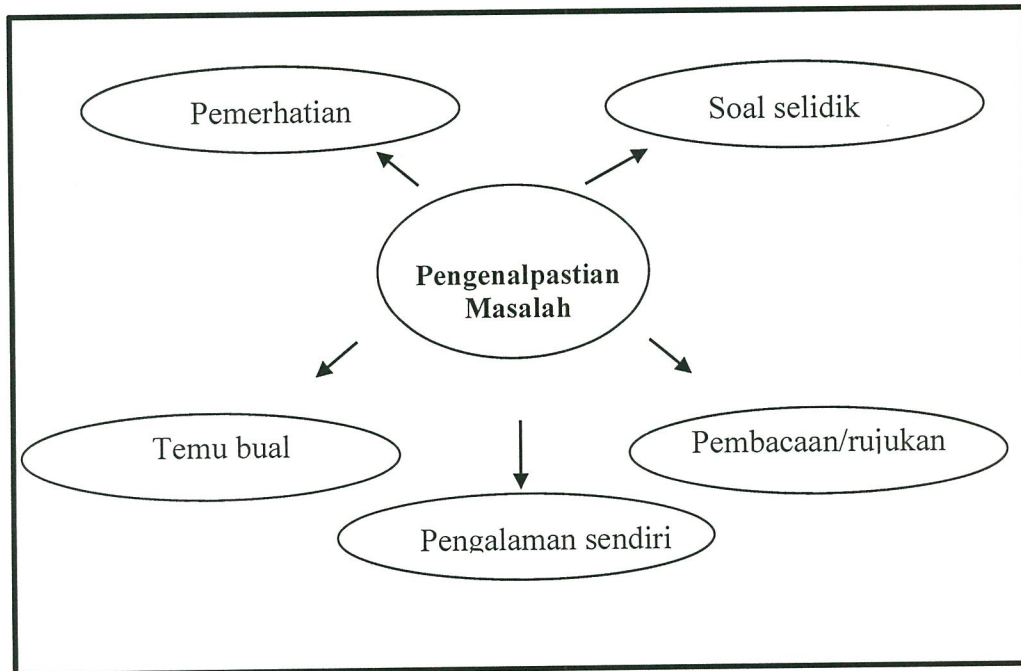 Pemerhatian
Soal selidik
Pengenalpastian
Masalah
Temu bual
Pembacaan/rujukan
Pengalaman sendiri